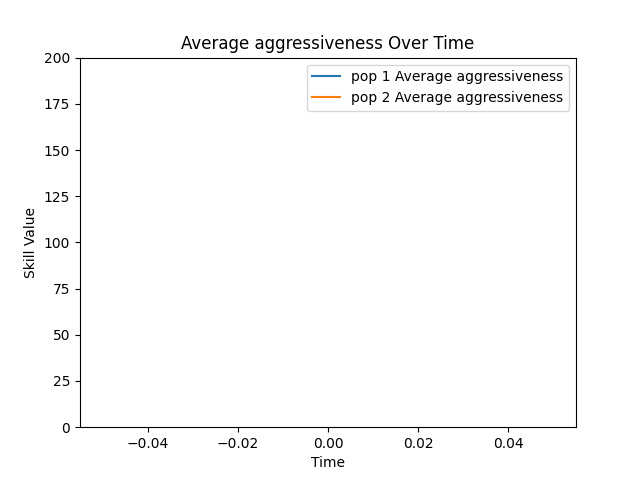 Average aggressiveness Over Time
pop 1 Average aggressiveness
pop 2 Average aggressiveness
Skill Value
200
175
150
125
100
75
50
25
0
−0.04 −0.02 0.00 0.02 0.04
Time